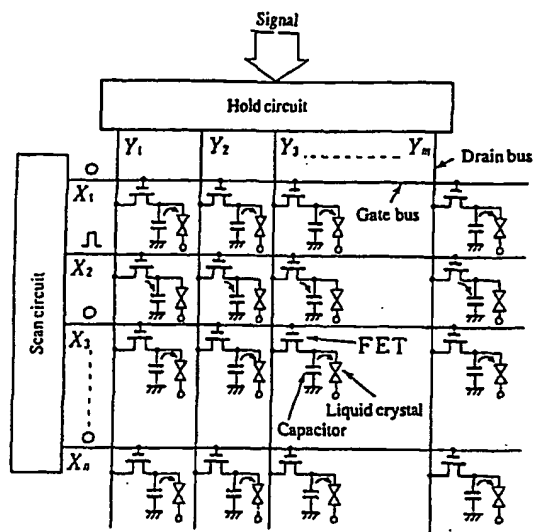 Signal
Hold circuit
Y1 Y2 Y3 Ym
Drain bus
X1
Gate bus
X2
Scan circuit
X3
FET
Liquid crystal
Capacitor
Xn